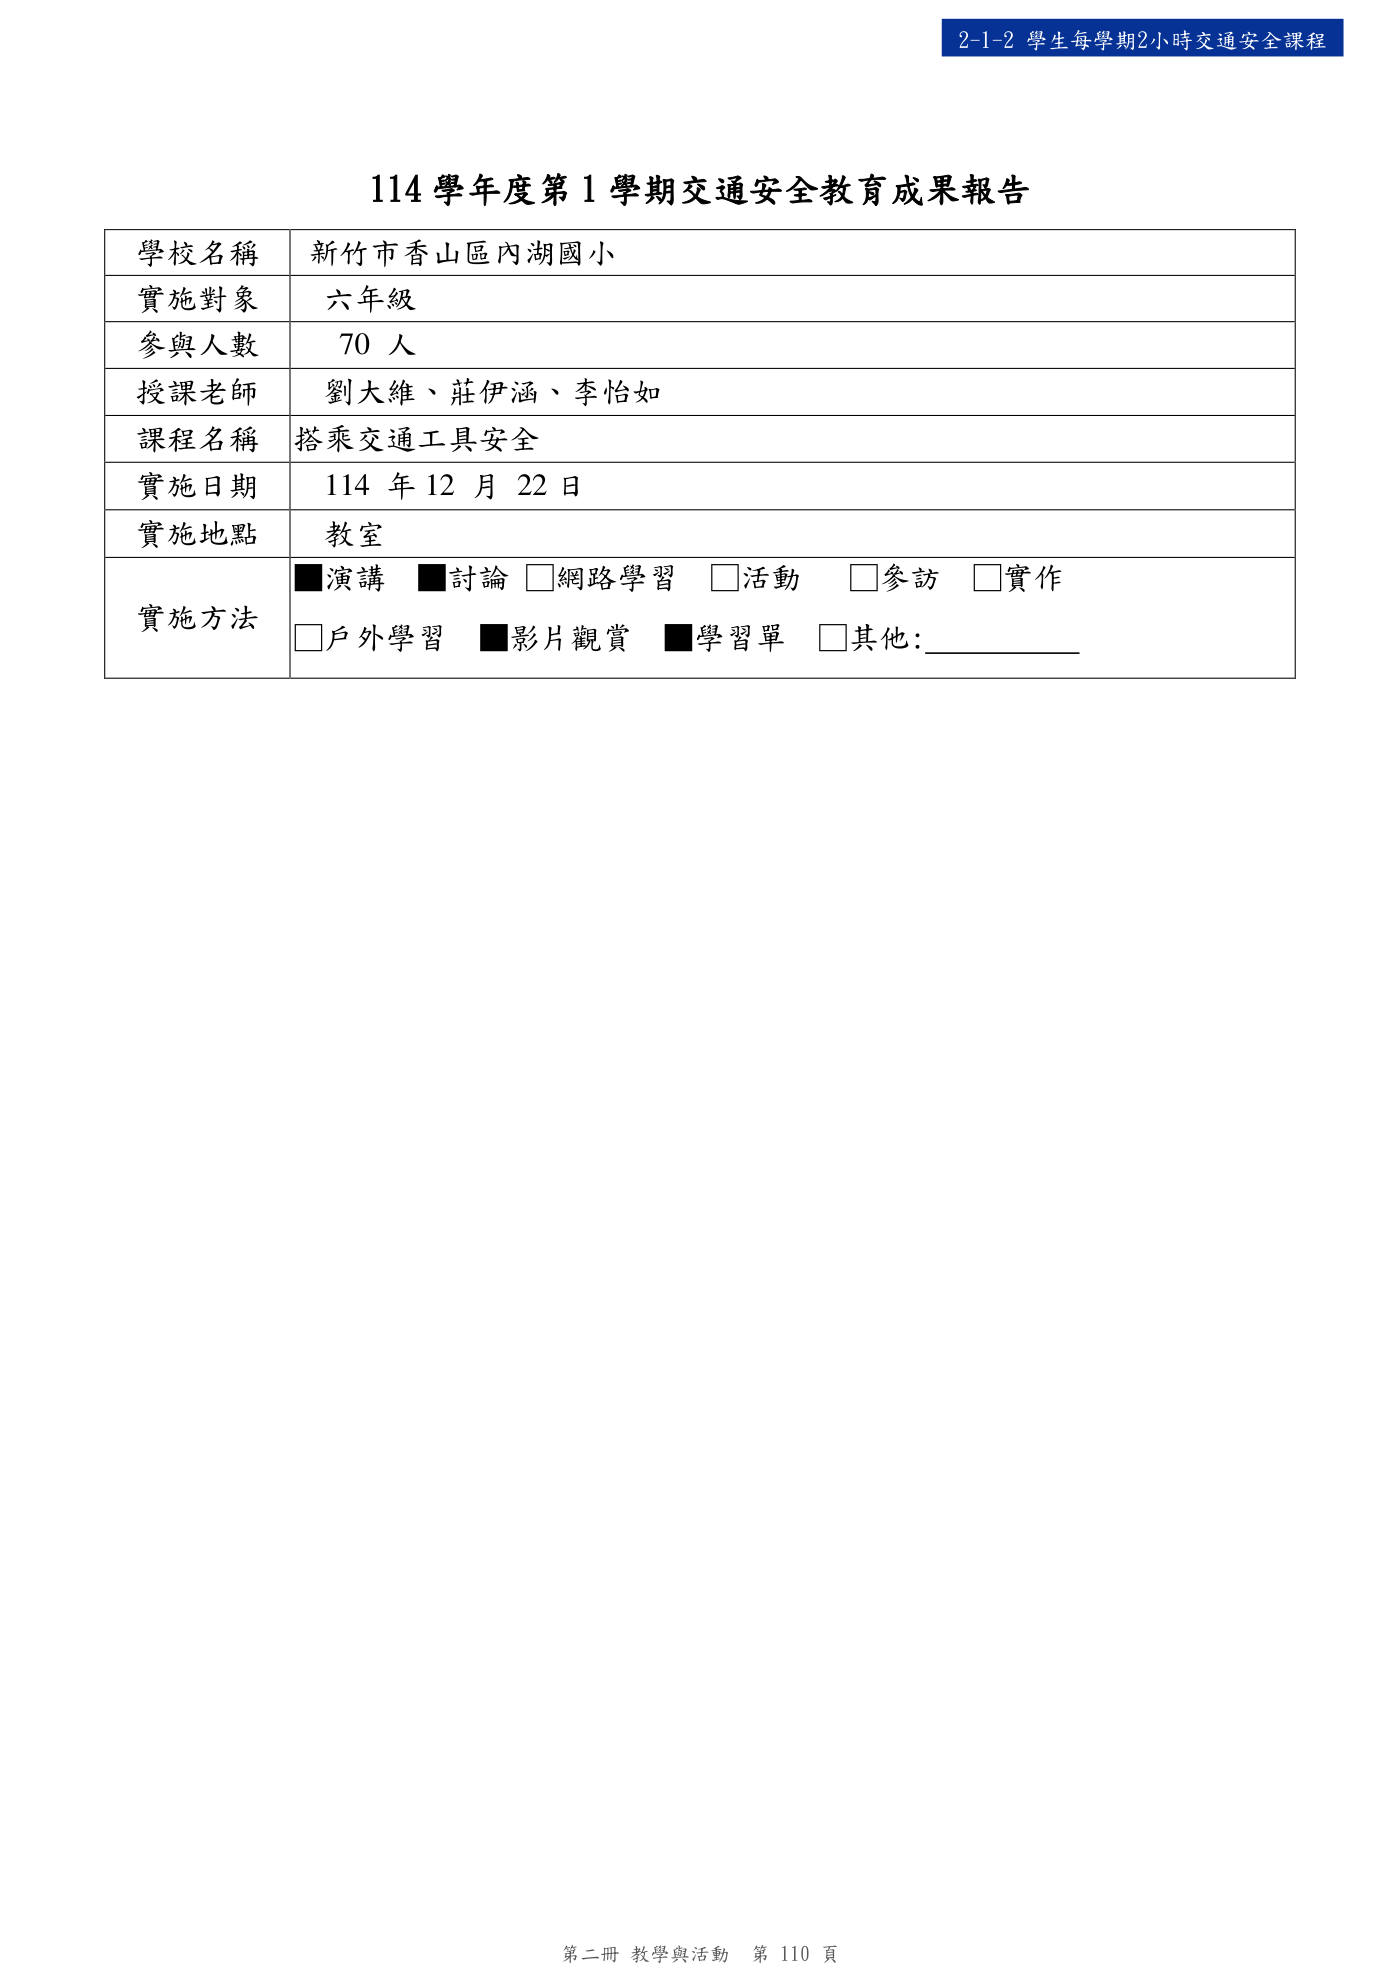 2-1-2 學生每學期2小時交通安全課程
114 學年度第 1 學期交通安全教育成果報告
學校名稱 新竹市香山區內湖國小
實施對象 六年級
參與人數 70 人
授課老師 劉大維、莊伊涵、李怡如
課程名稱 搭乘交通工具安全
實施日期 114 年 12 月 22 日
實施地點 教室
實施方法
■演講 ■討論 □網路學習 □活動 □參訪 □實作
□戶外學習 ■影片觀賞 ■學習單 □其他:__________
第二冊 教學與活動 第 110 頁